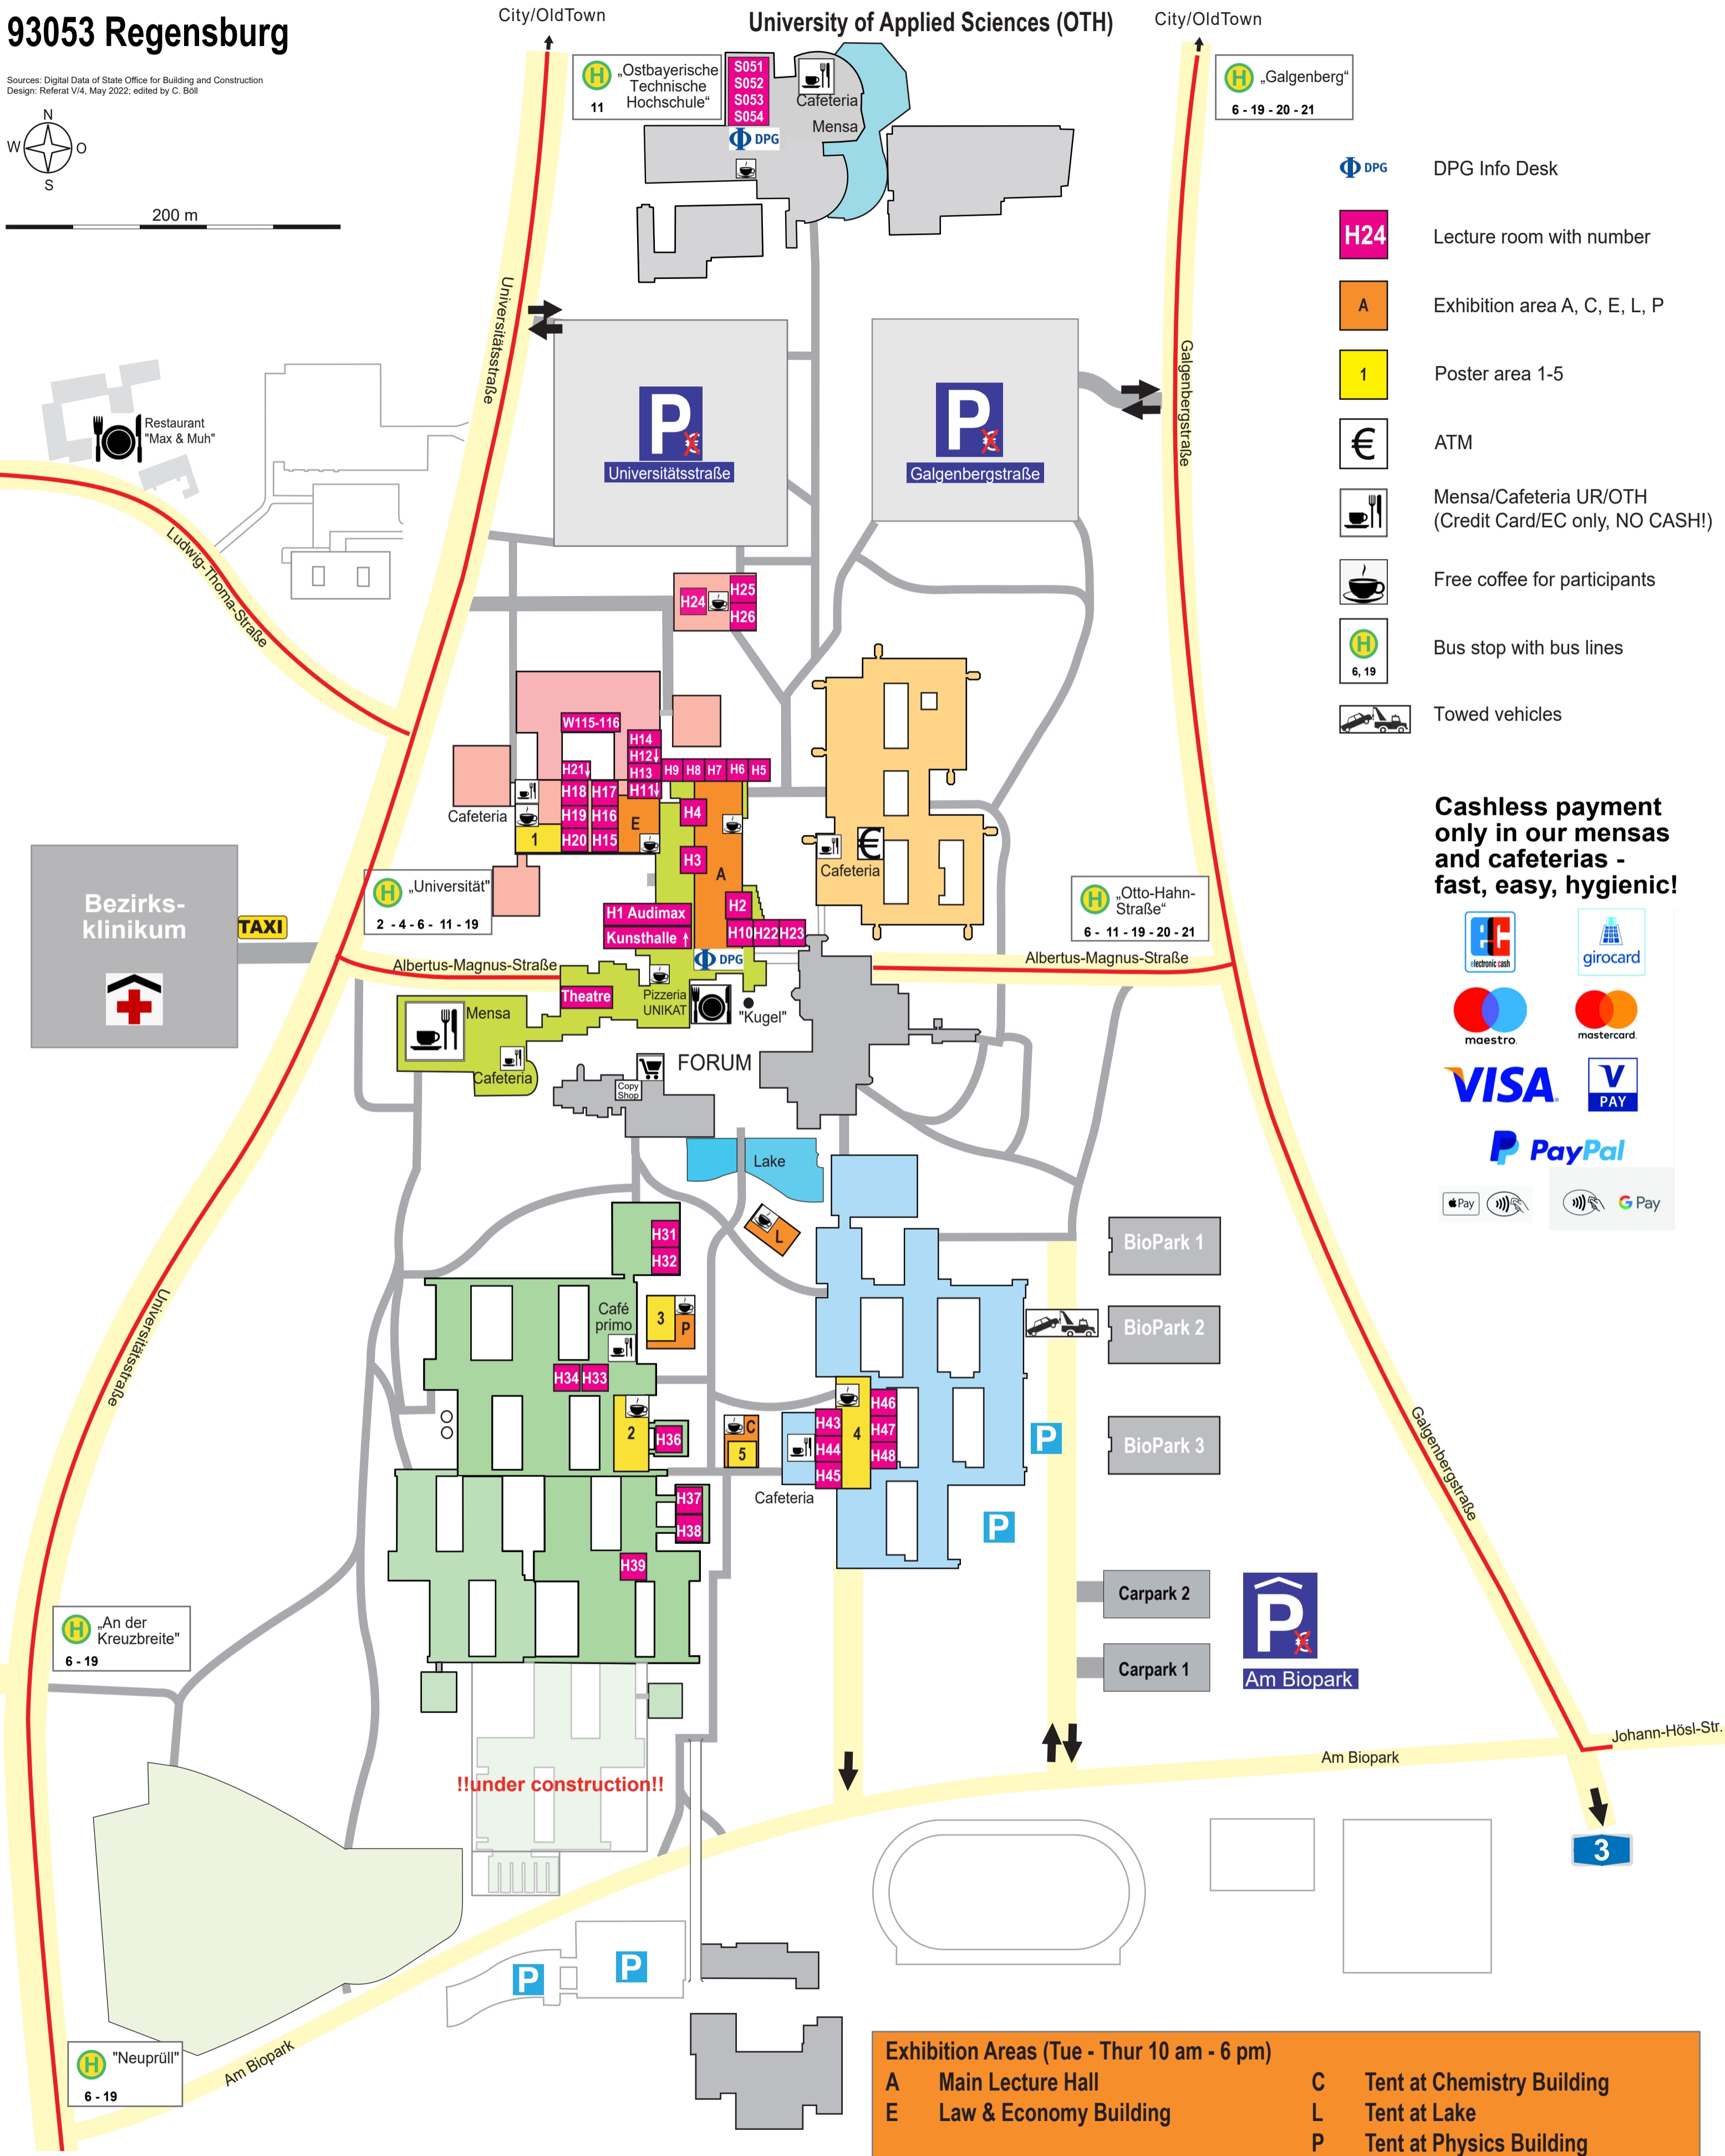 93053 Regensburg
Sources: Digital Data of State Office for Building and Construction
Design: Referat V/4, May 2022; edited by C. Böll
N
W
O
S
200 m
City/OldTown
University of Applied Sciences (OTH)
City/OldTown
H
„Ostbayerische
Technische
Hochschule“
11
S051
S052
S053
S054
Cafeteria
Mensa
Φ DPG
H
„Galgenberg“
6 - 19 - 20 - 21
Φ DPG
DPG Info Desk
H24
Lecture room with number
A
Exhibition area A, C, E, L, P
1
Poster area 1-5
€
ATM
Mensa/Cafeteria UR/OTH
(Credit Card/EC only, NO CASH!)
Free coffee for participants
H
6, 19
Bus stop with bus lines
Towed vehicles
Cashless payment
only in our mensas
and cafeterias -
fast, easy, hygienic!
EC
electronic cash
girocard
maestro.
mastercard.
VISA
V
PAY
PayPal
Pay
G Pay
Universitätsstraße
P
€
Universitätsstraße
P
€
Galgenbergstraße
Galgenbergstraße
Restaurant
"Max & Muh"
Ludwig-Thoma-Straße
H24
H25
H26
W115-116
H14
H12↓
H13
H11↓
H21↓
H9
H8
H7
H6
H5
H18
H17
H19
H16
H20
H15
Cafeteria
1
E
H4
H3
A
H2
€
Cafeteria
Bezirks-
klinikum
TAXI
H
„Universität"
2 - 4 - 6 - 11 - 19
H1 Audimax
Kunsthalle ↑
H10
H22
H23
H
„Otto-Hahn-
Straße“
6 - 11 - 19 - 20 - 21
Albertus-Magnus-Straße
Φ DPG
Albertus-Magnus-Straße
Theatre
Pizzeria
UNIKAT
"Kugel"
Mensa
Cafeteria
FORUM
Copy
Shop
Lake
L
H31
H32
BioPark 1
Café
primo
3
P
BioPark 2
H34
H33
2
H36
C
5
H43
H44
H45
4
H46
H47
H48
P
BioPark 3
Cafeteria
H37
H38
H39
P
Universitätsstraße
Galgenbergstraße
H
„An der
Kreuzbreite"
6 - 19
Carpark 2
Carpark 1
P
€
Am Biopark
!!under construction!!
Johann-Hösl-Str.
Am Biopark
3
P
P
H
"Neuprüll"
6 - 19
Am Biopark
Exhibition Areas (Tue - Thur 10 am - 6 pm)
A Main Lecture Hall
C Tent at Chemistry Building
E Law & Economy Building
L Tent at Lake
P Tent at Physics Building